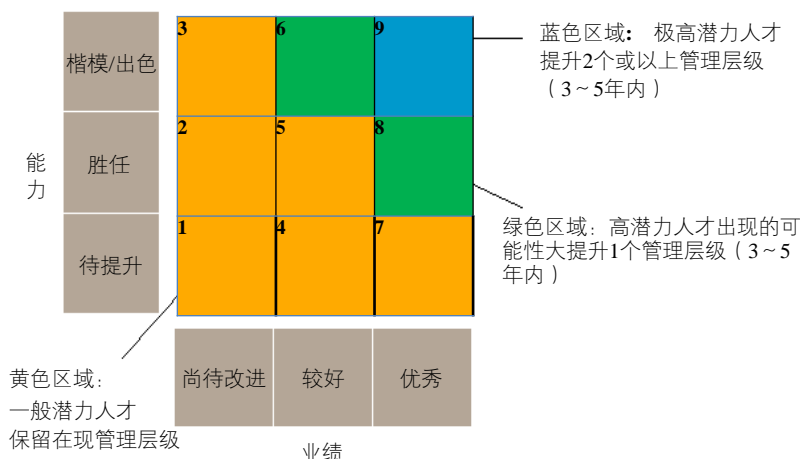 楷模/出色
胜任
待提升
能
力
3
6
9
2
5
8
1
4
7
蓝色区域: 极高潜力人才
提升2个或以上管理层级
（3~5年内）
绿色区域：高潜力人才出现的可
能性大提升1个管理层级（3~5
年内）
黄色区域：
一般潜力人才
保留在现管理层级
尚待改进
较好
优秀
业绩